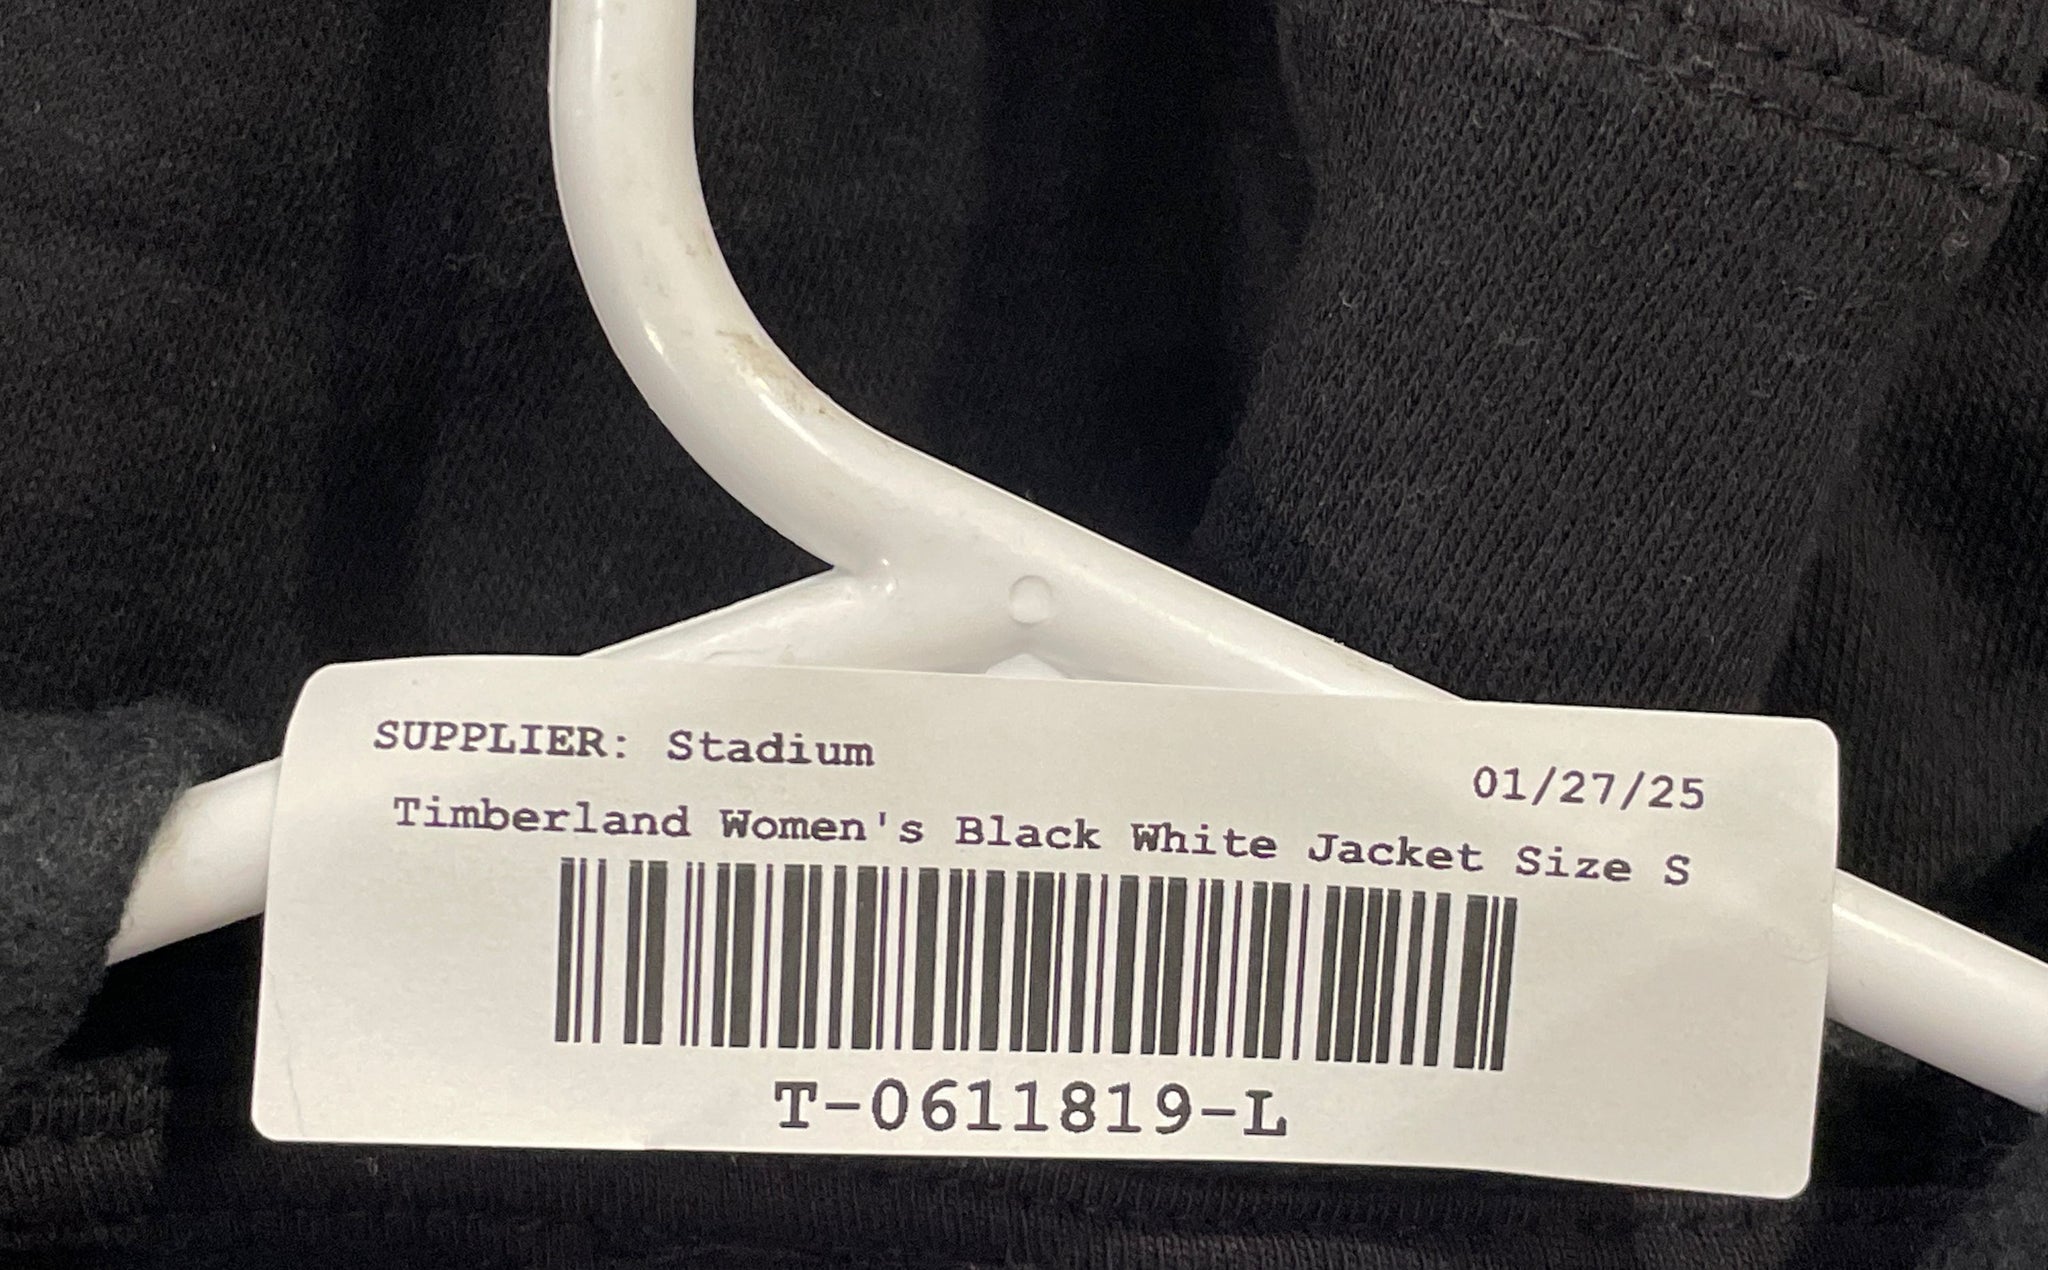 SUPPLIER: Stadium
01/27/25
Timberland Women's Black White Jacket Size S
T-0611819-L